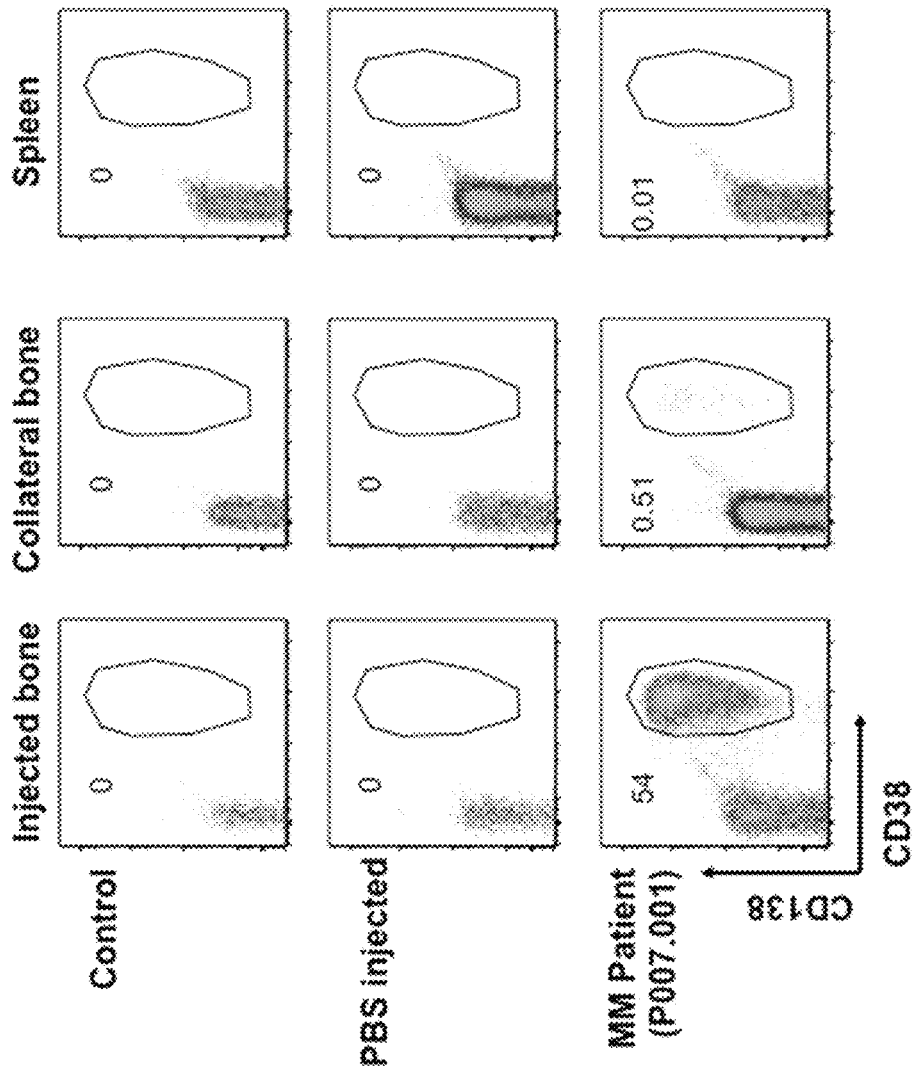 Injected bone
Collateral bone
Spleen
Control
0
0
0
PBS injected
0
0
0
MM Patient
(P007.001)
54
0.51
0.01
CD138
CD38